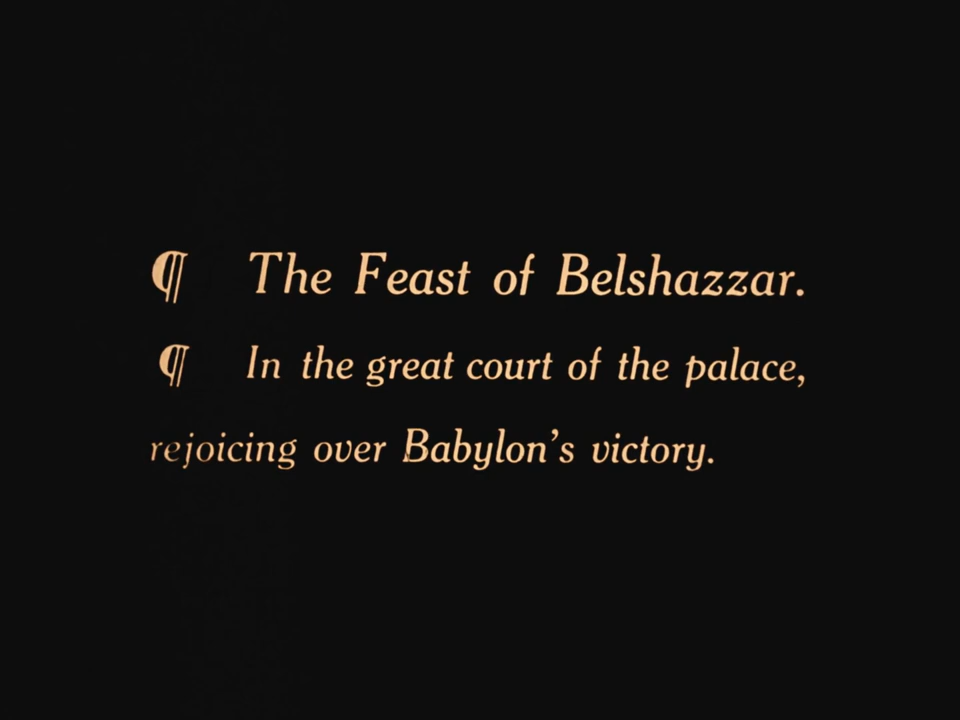 ¶ The Feast of Belshazzar.
¶ In the great court of the palace,
rejoicing over Babylon’s victory.